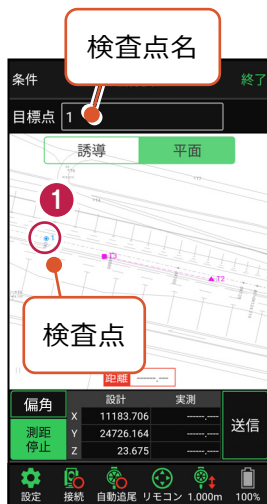 検査点名
条件
終了
目標点 1
誘導 平面
1
1
T3
T2
検査点
距離 -----.---
偏角 設計 実測
測距停止
X 11183.706 -----.---
Y 24726.164 -----.---
Z 23.675 -----.---
送信
設定 接続 自動追尾 リモコン 1.000m 100%